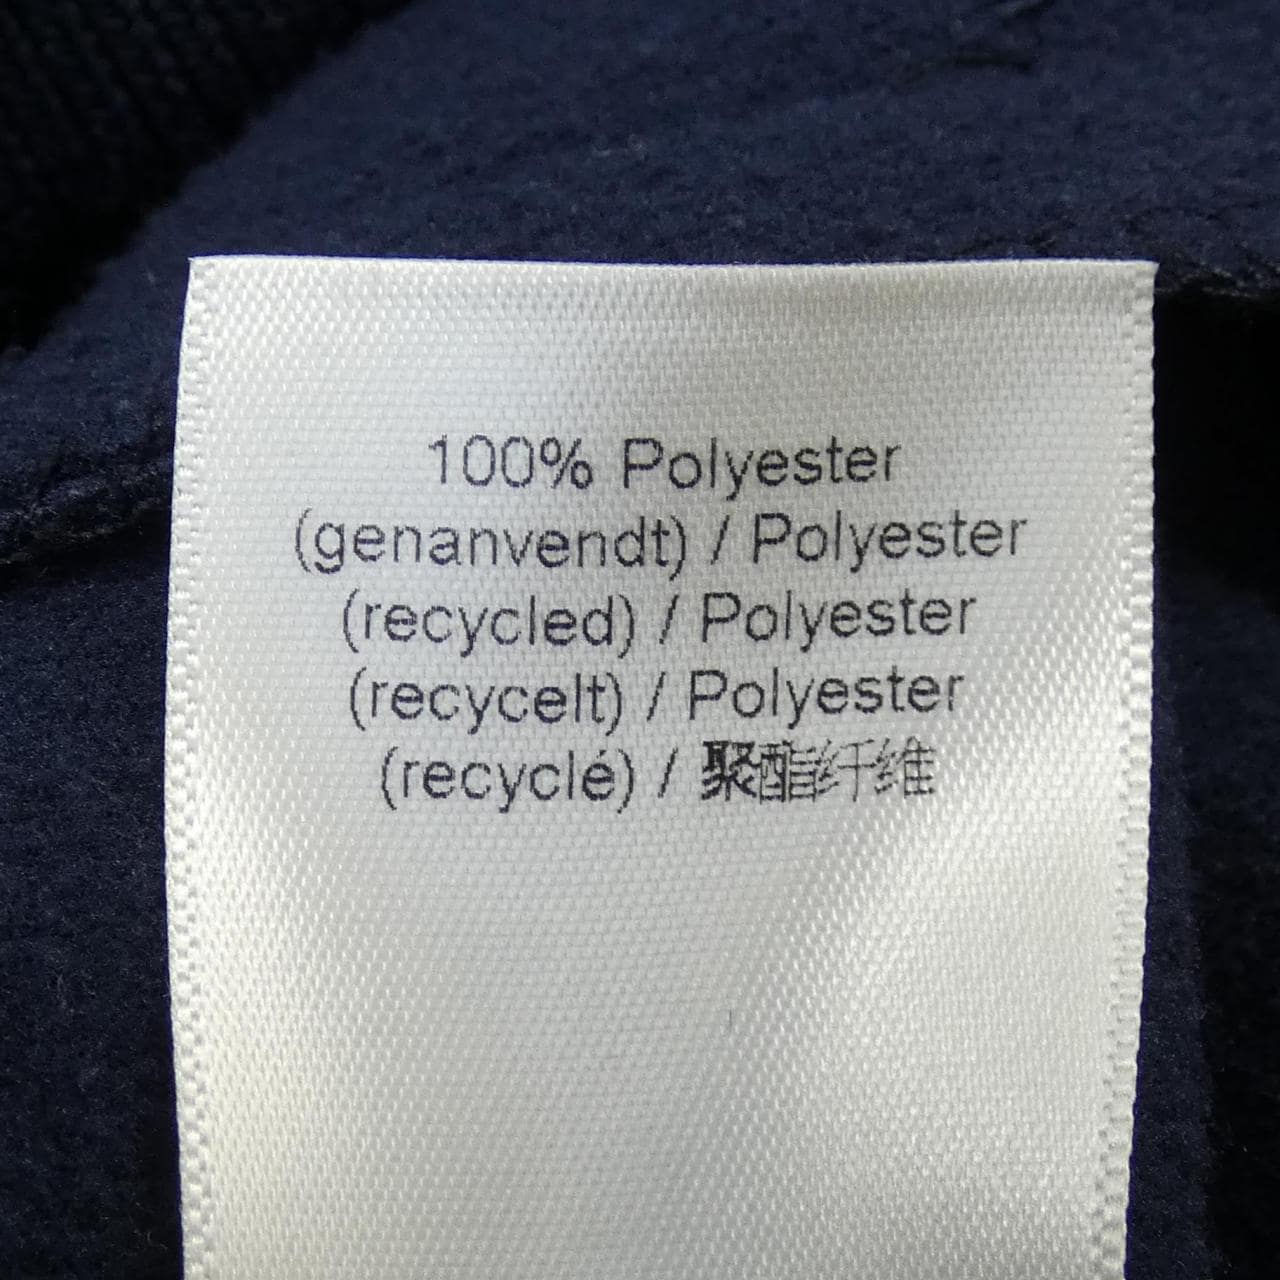 100% Polyester
(genanvendt) / Polyester
(recycled) / Polyester
(recycelt) / Polyester
(recyclé) / 聚酯纤维